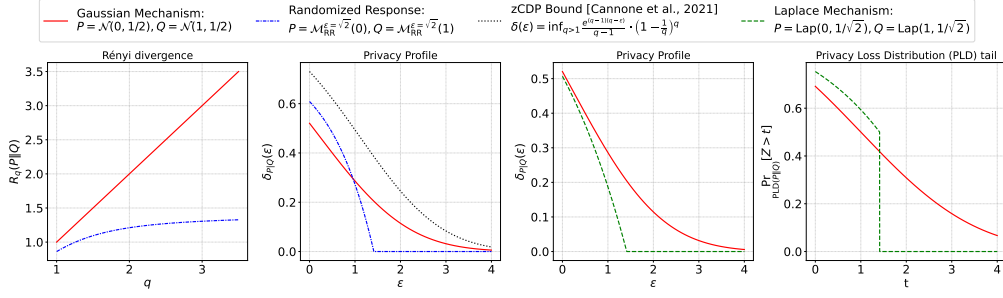 Gaussian Mechanism:
P = 𝒩(0, 1/2), Q = 𝒩(1, 1/2)
Randomized Response:
P = ℳ_RR^{ε=√2}(0), Q = ℳ_RR^{ε=√2}(1)
zCDP Bound [Cannone et al., 2021]
δ(ε) = inf_{q>1} e^{(q−1)(q−ε)}/(q−1) · (1 − 1/q)^q
Laplace Mechanism:
P = Lap(0, 1/√2), Q = Lap(1, 1/√2)
Rényi divergence
R_q(P‖Q)
3.5
3.0
2.5
2.0
1.5
1.0
1 2 3
q
Privacy Profile
δ_{P|Q}(ε)
0.6
0.4
0.2
0.0
0 1 2 3 4
ε
Privacy Profile
δ_{P|Q}(ε)
0.5
0.4
0.3
0.2
0.1
0.0
0 1 2 3 4
ε
Privacy Loss Distribution (PLD) tail
Pr_{PLD(P‖Q)} [Z > t]
0.6
0.4
0.2
0.0
0 1 2 3 4
t